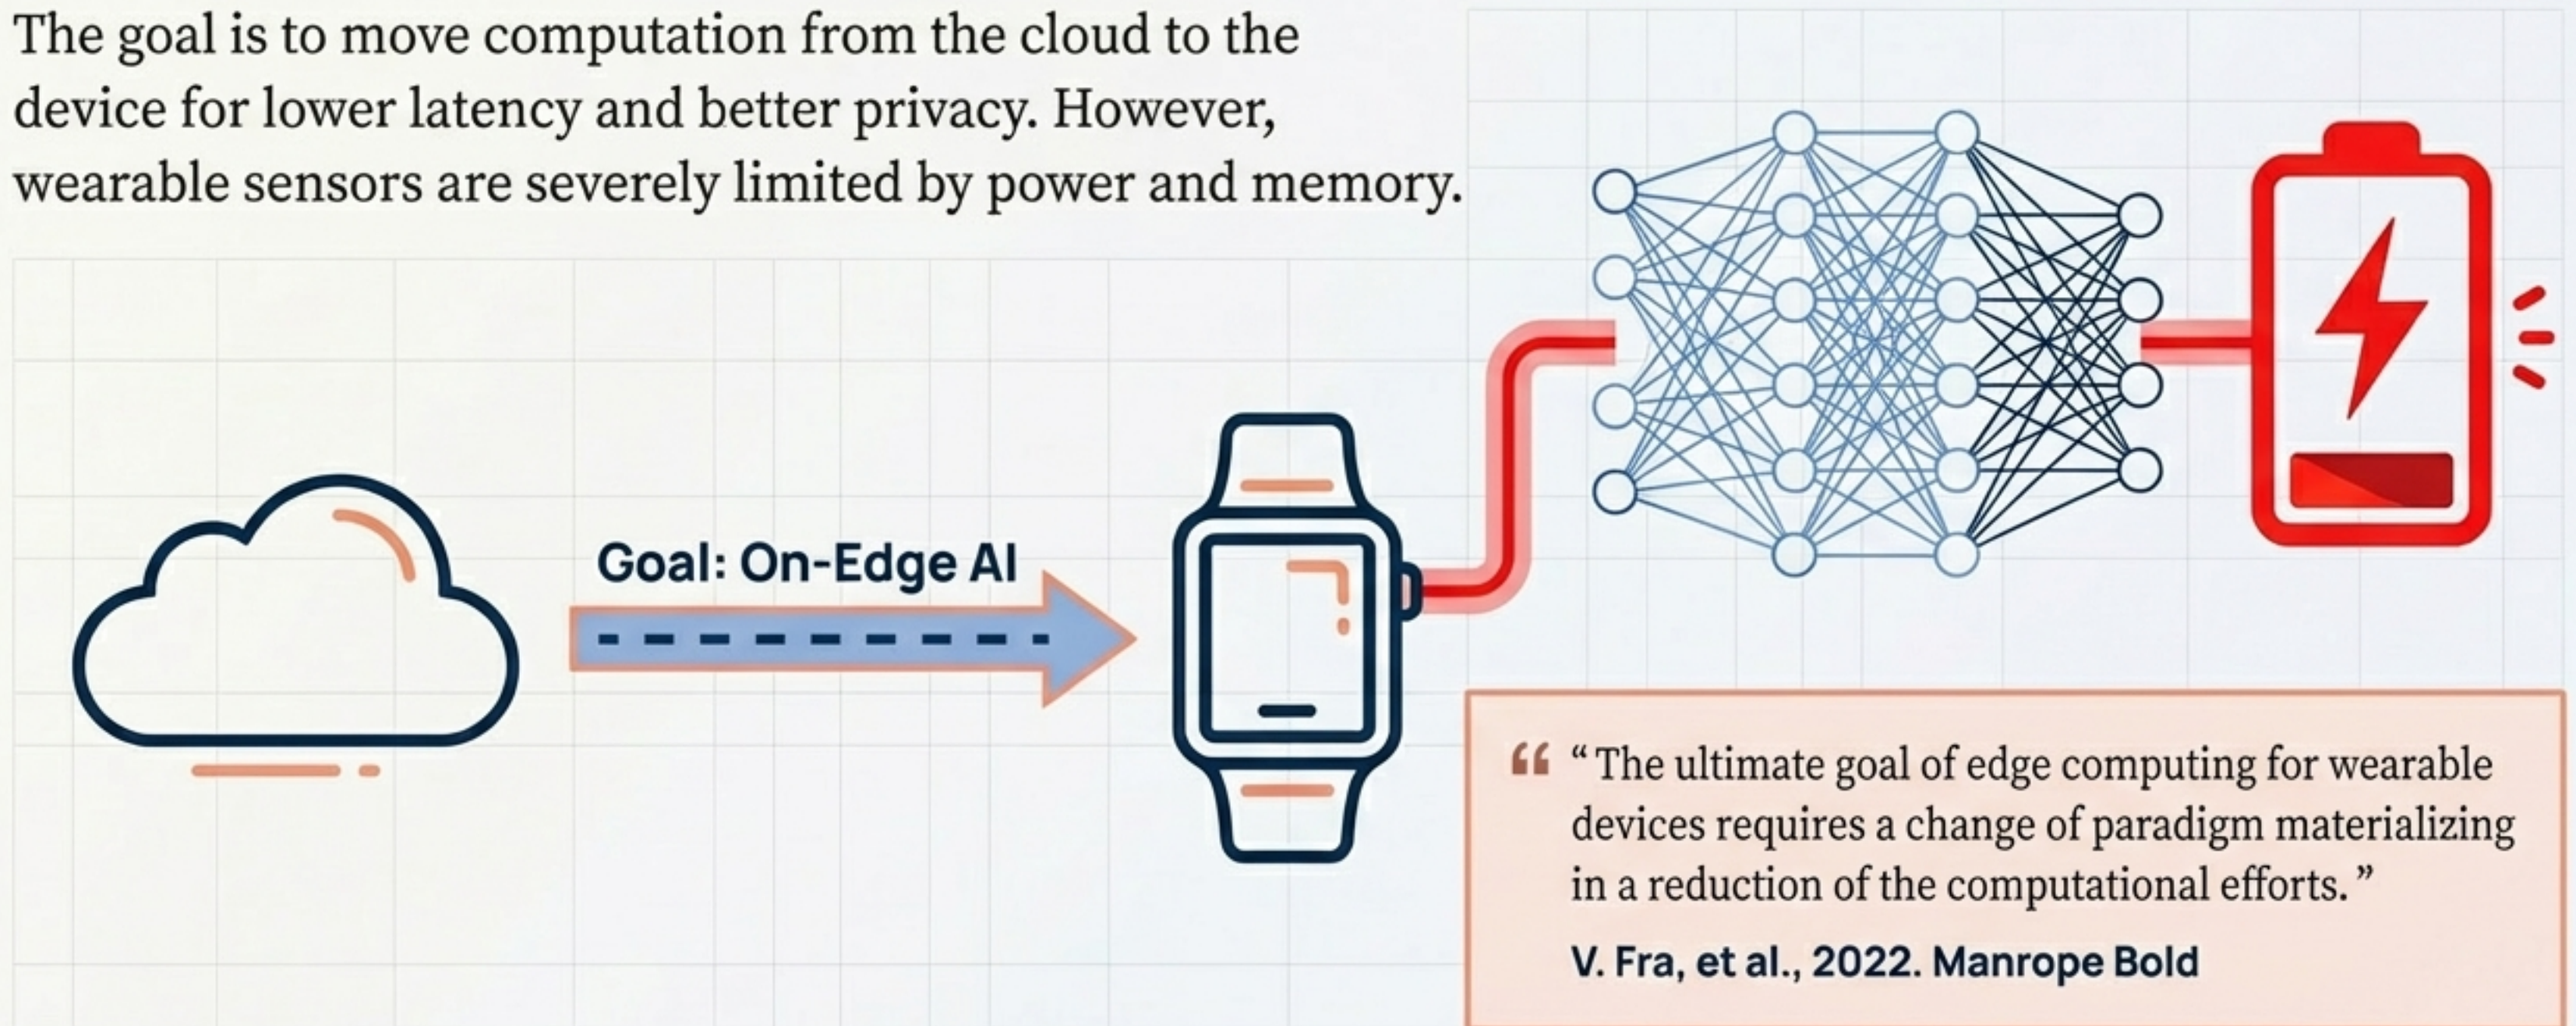 The goal is to move computation from the cloud to the
device for lower latency and better privacy. However,
wearable sensors are severely limited by power and memory.
Goal: On-Edge AI
“ “The ultimate goal of edge computing for wearable
devices requires a change of paradigm materializing
in a reduction of the computational efforts.”
V. Fra, et al., 2022. Manrope Bold